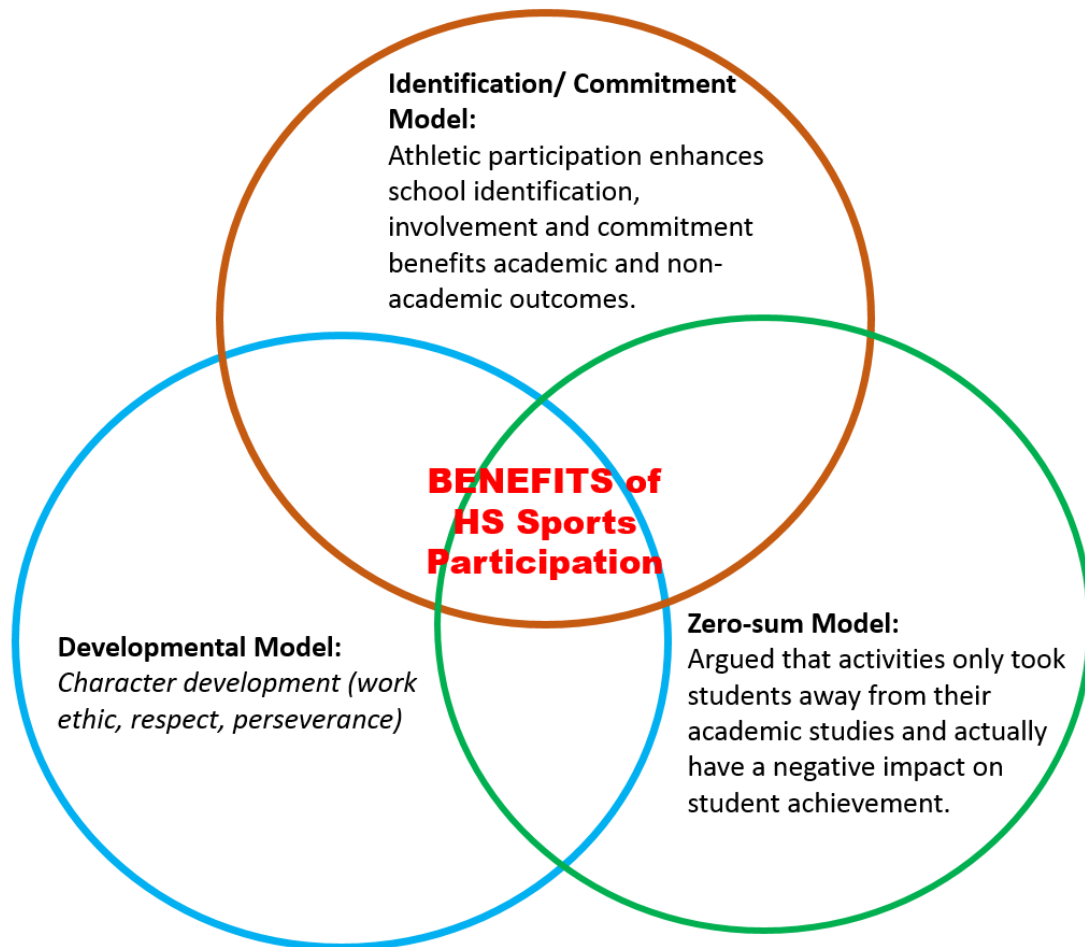 Identification/ Commitment
Model:
Athletic participation enhances
school identification,
involvement and commitment
benefits academic and non-
academic outcomes.
BENEFITS of
HS Sports
Participation
Developmental Model:
Character development (work
ethic, respect, perseverance)
Zero-sum Model:
Argued that activities only took
students away from their
academic studies and actually
have a negative impact on
student achievement.